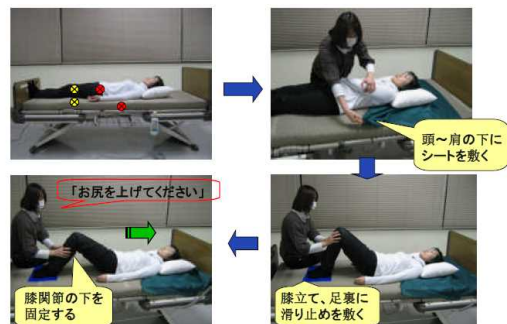 頭～肩の下に
シートを敷く
膝立て、足裏に
滑り止めを敷く
「お尻を上げてください」
膝関節の下を
固定する